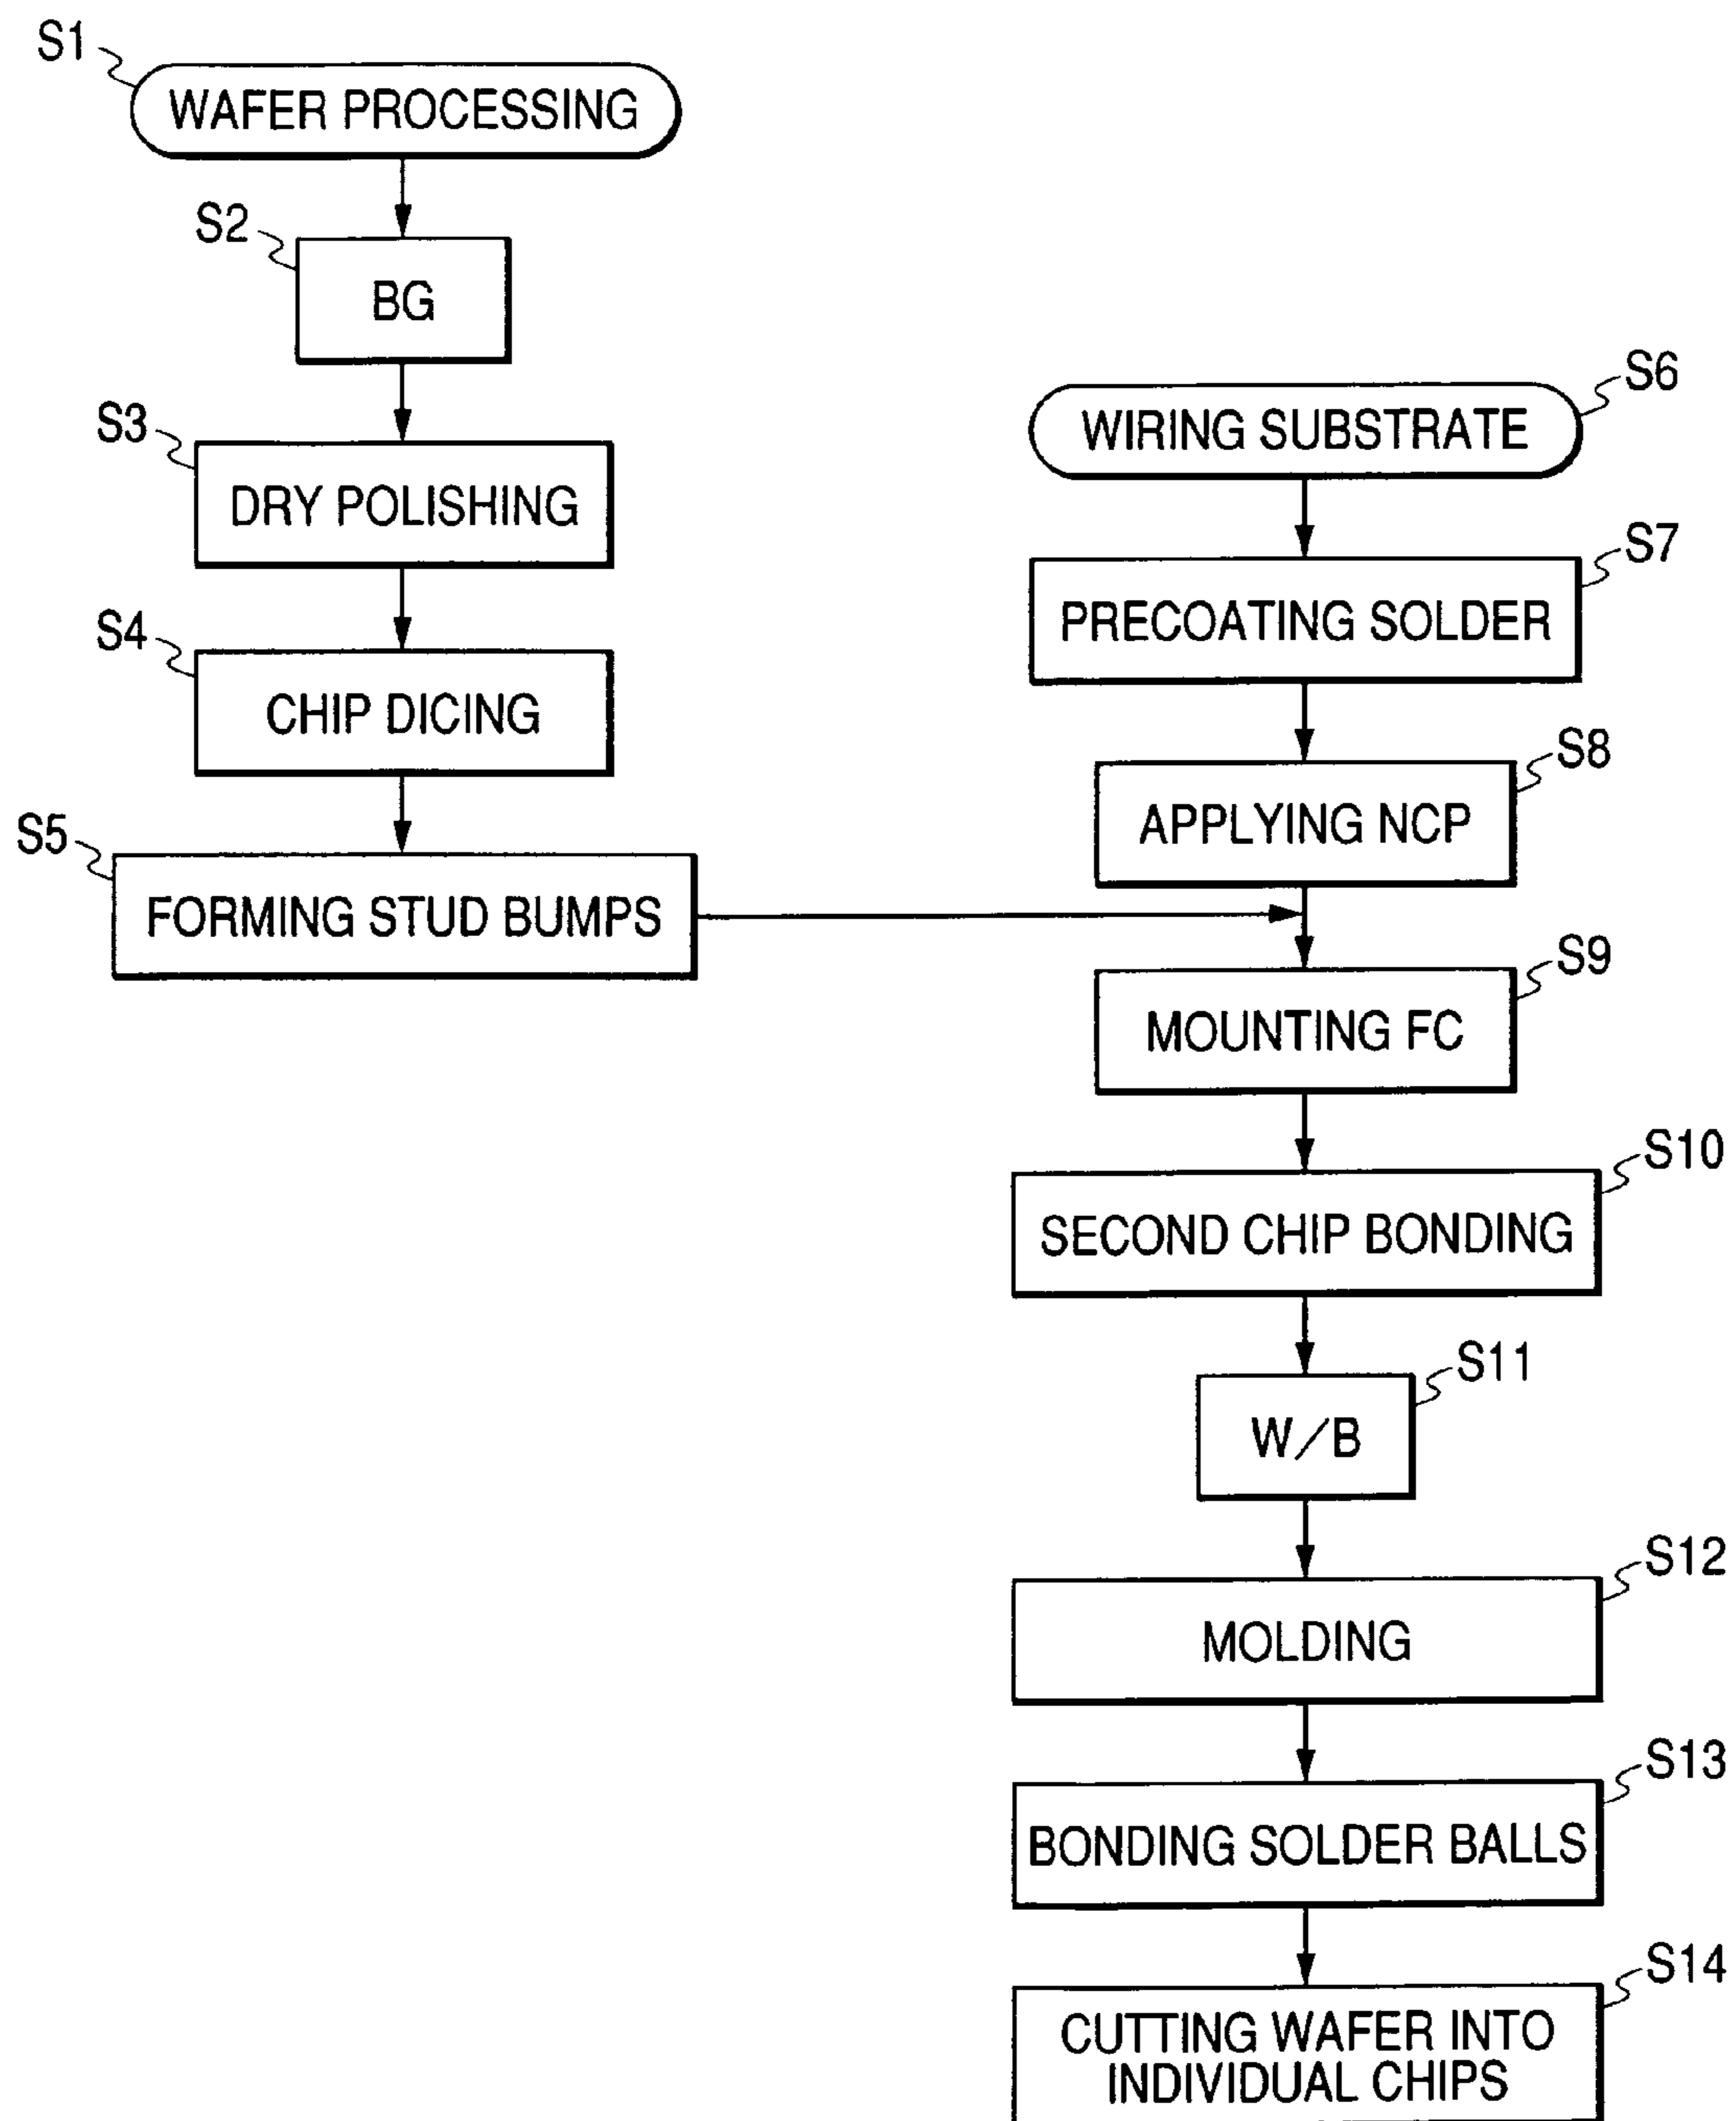 S1
WAFER PROCESSING
S2
BG
S3
DRY POLISHING
S4
CHIP DICING
S5
FORMING STUD BUMPS
S6
WIRING SUBSTRATE
S7
PRECOATING SOLDER
S8
APPLYING NCP
S9
MOUNTING FC
S10
SECOND CHIP BONDING
S11
W/B
S12
MOLDING
S13
BONDING SOLDER BALLS
S14
CUTTING WAFER INTO
INDIVIDUAL CHIPS